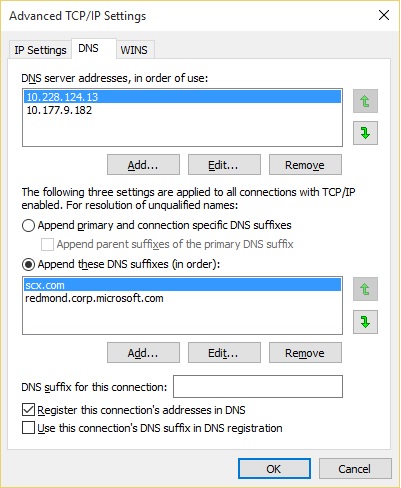 Advanced TCP/IP Settings
IP Settings DNS WINS
DNS server addresses, in order of use:
10.228.124.13
10.177.9.182
Add... Edit... Remove
The following three settings are applied to all connections with TCP/IP
enabled. For resolution of unqualified names:
Append primary and connection specific DNS suffixes
Append parent suffixes of the primary DNS suffix
Append these DNS suffixes (in order):
scx.com
redmond.corp.microsoft.com
Add... Edit... Remove
DNS suffix for this connection:
Register this connection's addresses in DNS
Use this connection's DNS suffix in DNS registration
OK Cancel